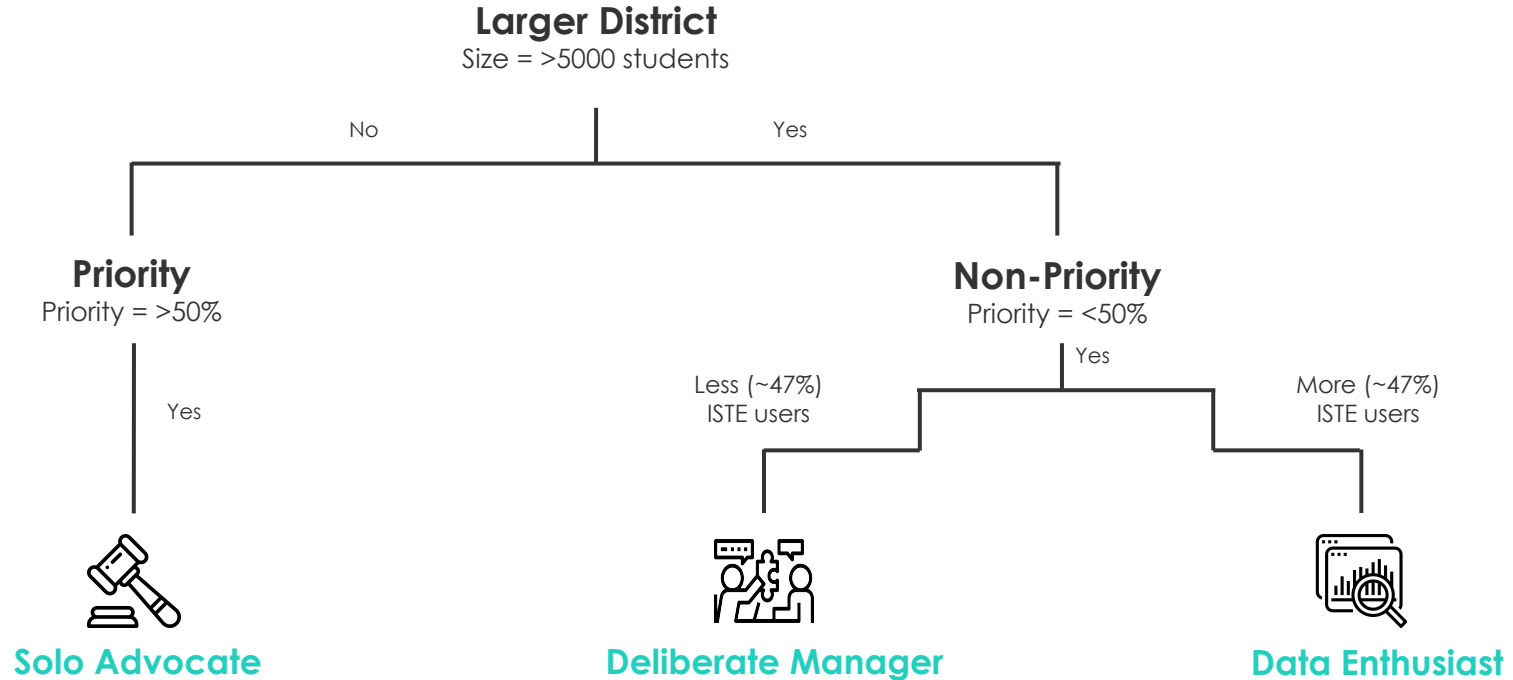 Larger District
Size = >5000 students
No
Yes
Priority
Priority = >50%
Yes
Non-Priority
Priority = <50%
Yes
Less (~47%)
ISTE users
More (~47%)
ISTE users
Solo Advocate
Deliberate Manager
Data Enthusiast